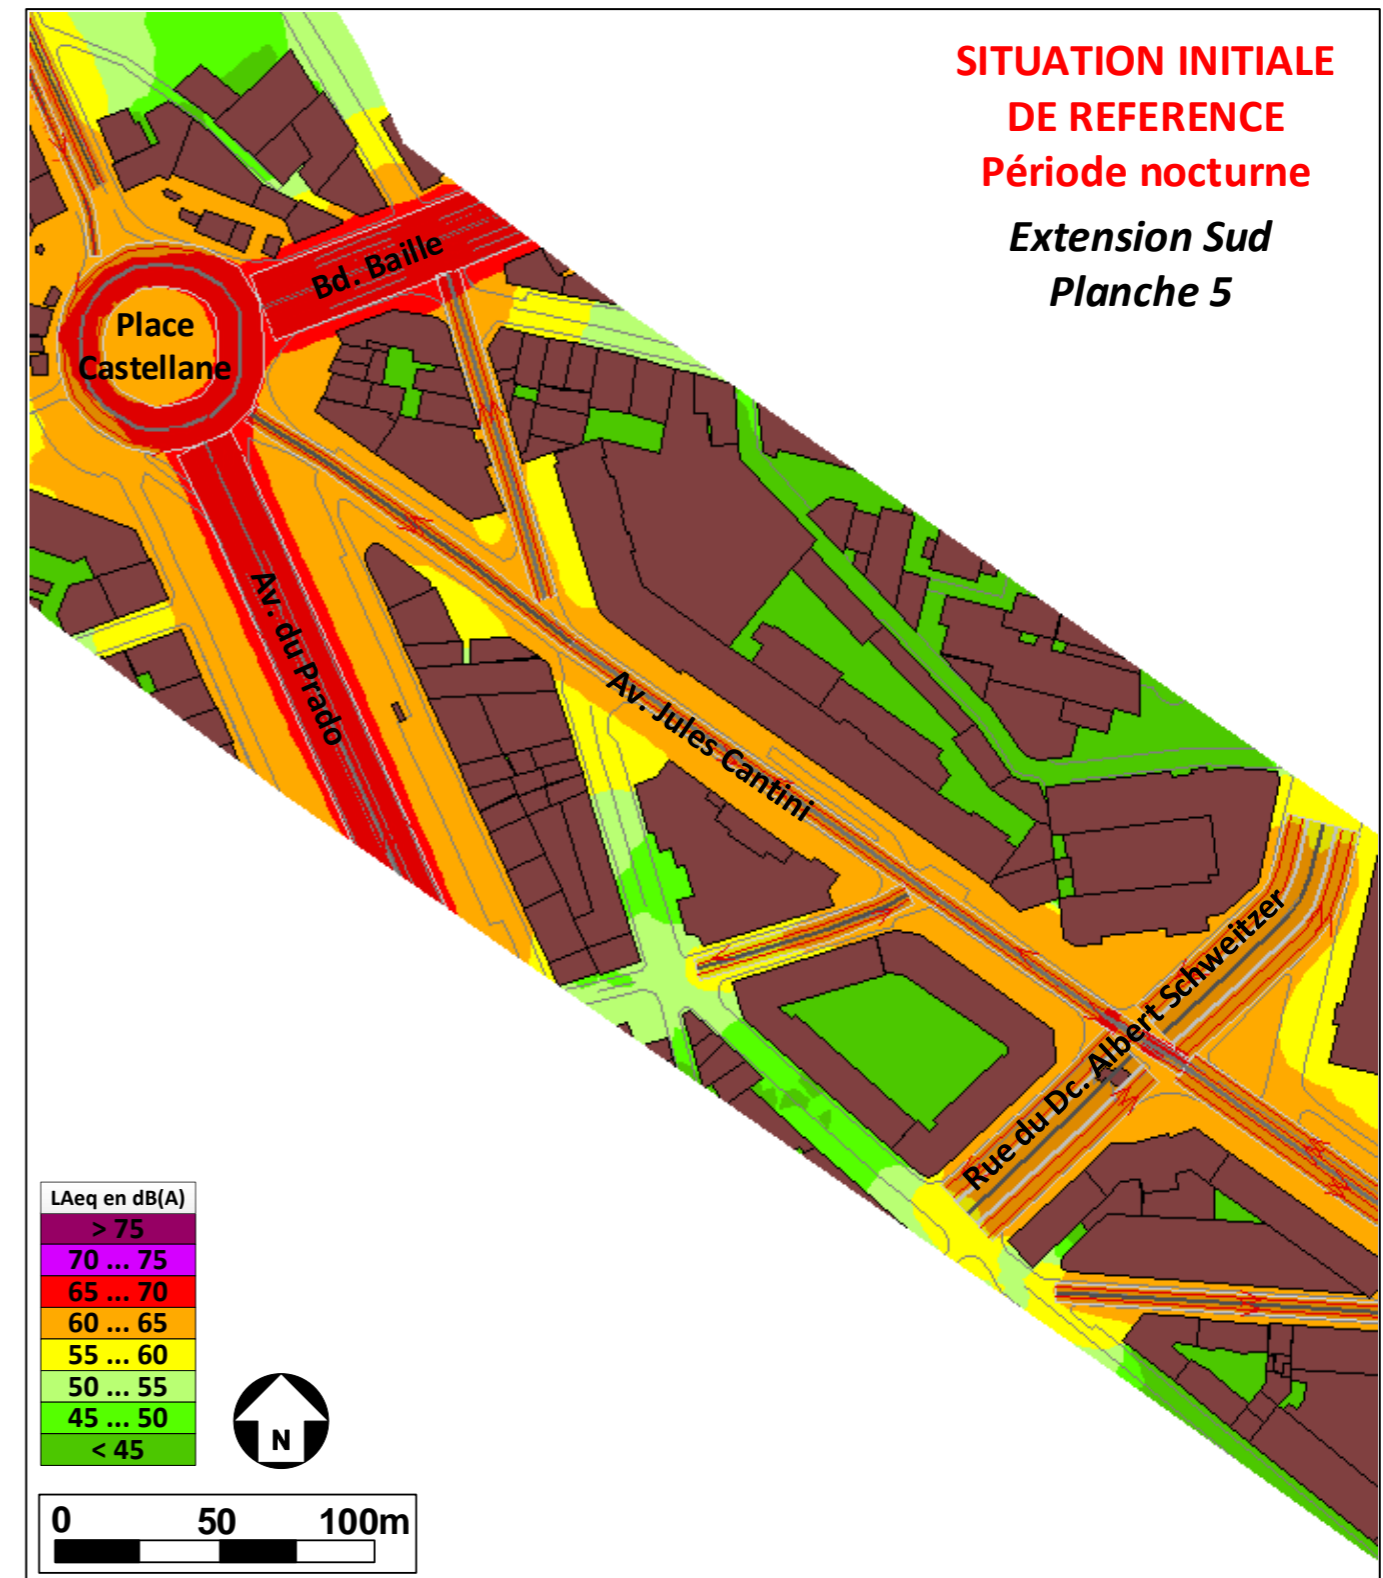 SITUATION INITIALE
DE REFERENCE
Période nocturne
Extension Sud
Planche 5
Bd. Baille
Place
Castellane
Av. du Prado
Av. Jules Cantini
Rue du Dc. Albert Schweitzer
LAeq en dB(A)
> 75
70 ... 75
65 ... 70
60 ... 65
55 ... 60
50 ... 55
45 ... 50
< 45
N
0 50 100m